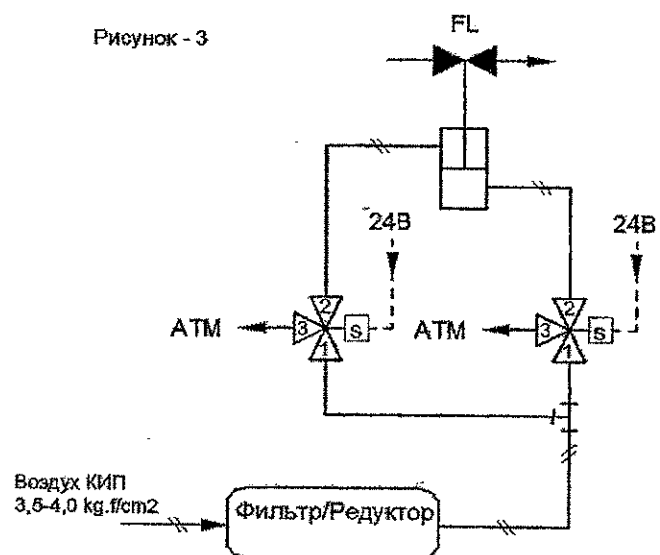 Рисунок - 3
FL
24В
24В
2
3
1
S
АТМ
2
3
1
S
АТМ
Воздух КИП
3,5-4,0 kg.f/cm2
Фильтр/Редуктор